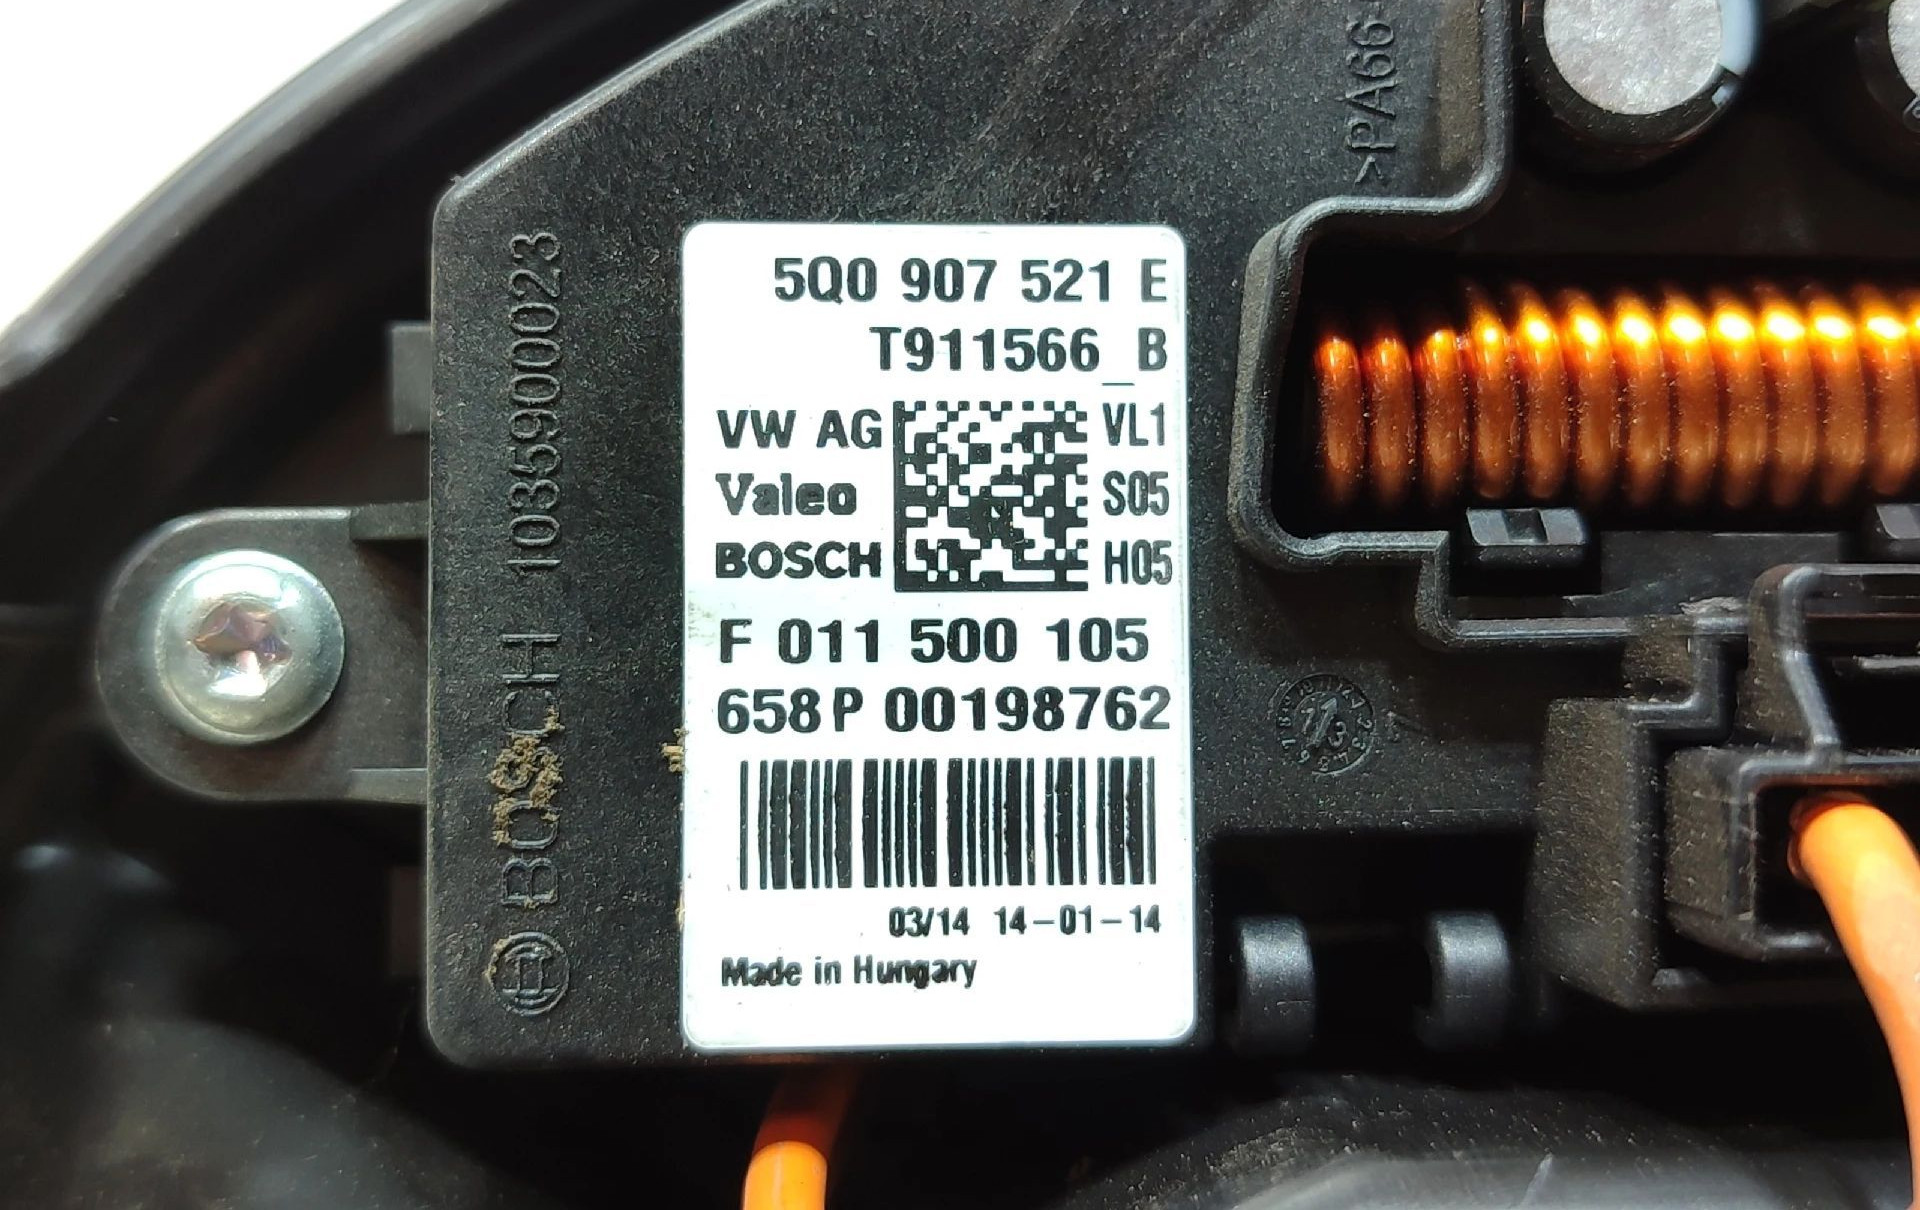 5Q0 907 521 E
T911566_B
VW AG VL1
Valeo S05
BOSCH H05
F 011 500 105
658P 00198762
03/14 14-01-14
Made in Hungary
BOSCH 1035900023
>PA66-